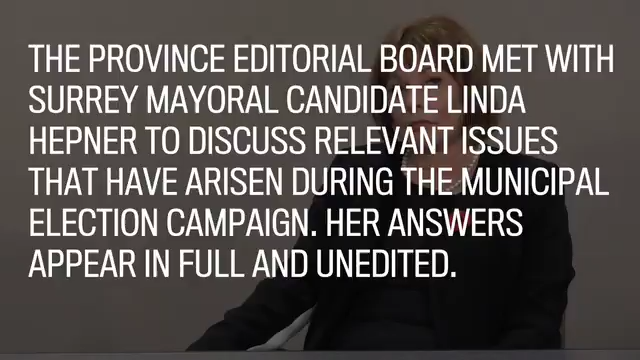 THE PROVINCE EDITORIAL BOARD MET WITH
SURREY MAYORAL CANDIDATE LINDA
HEPNER TO DISCUSS RELEVANT ISSUES
THAT HAVE ARISEN DURING THE MUNICIPAL
ELECTION CAMPAIGN. HER ANSWERS
APPEAR IN FULL AND UNEDITED.